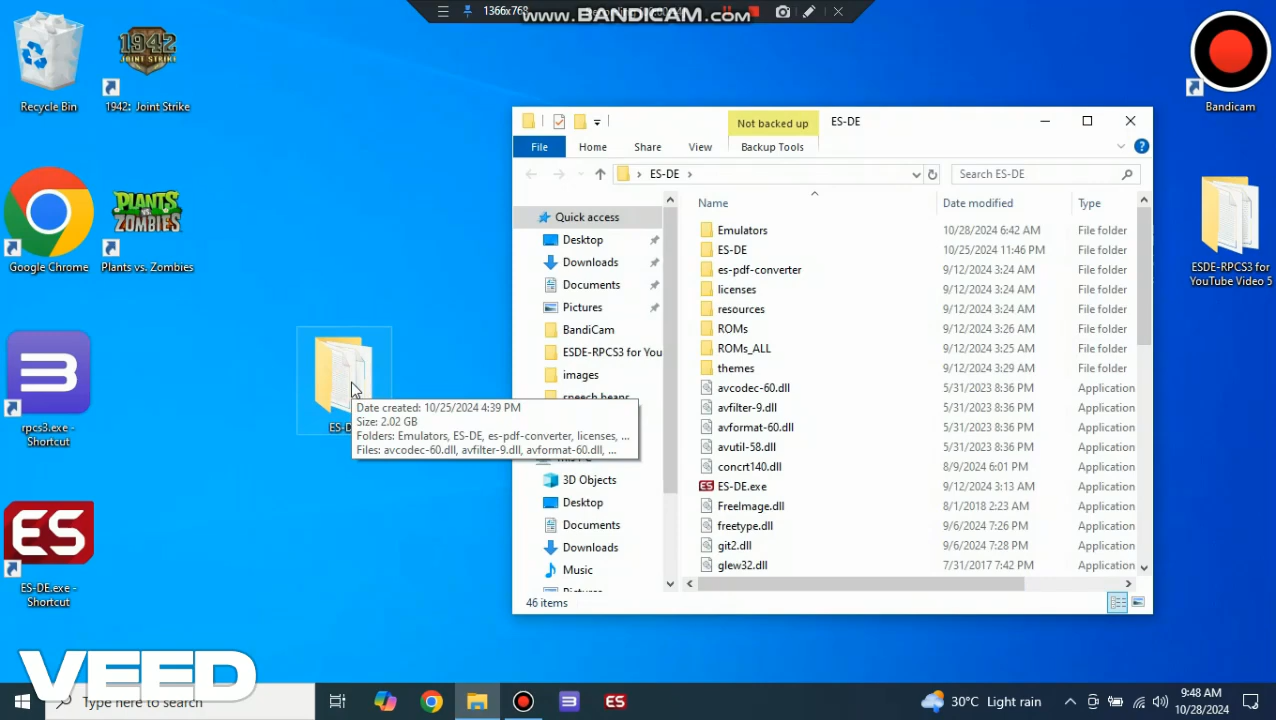 1366x768
WWW.BANDICAM.COM
Recycle Bin
1942
JOINT STRIKE
1942: Joint Strike
Bandicam
Google Chrome
PLANTS
VS.
ZOMBIES
Plants vs. Zombies
ESDE-RPCS3 for
YouTube Video 5
rpcs3.exe -
Shortcut
ES
ES-DE.exe -
Shortcut
Date created: 10/25/2024 4:39 PM
Size: 2.02 GB
Folders: Emulators, ES-DE, es-pdf-converter, licenses, ...
Files: avcodec-60.dll, avfilter-9.dll, avformat-60.dll, ...
Not backed up
ES-DE
File
Home
Share
View
Backup Tools
ES-DE
Search ES-DE
Quick access
Desktop
Downloads
Documents
Pictures
BandiCam
ESDE-RPCS3 for You
images
3D Objects
Desktop
Documents
Downloads
Music
Name Date modified Type
Emulators 10/28/2024 6:42 AM File folder
ES-DE 10/25/2024 11:46 PM File folder
es-pdf-converter 9/12/2024 3:24 AM File folder
licenses 9/12/2024 3:24 AM File folder
resources 9/12/2024 3:24 AM File folder
ROMs 9/12/2024 3:26 AM File folder
ROMs_ALL 9/12/2024 3:25 AM File folder
themes 9/12/2024 3:29 AM File folder
avcodec-60.dll 5/31/2023 8:36 PM Application
avfilter-9.dll 5/31/2023 8:36 PM Application
avformat-60.dll 5/31/2023 8:36 PM Application
avutil-58.dll 5/31/2023 8:36 PM Application
concrt140.dll 8/9/2024 6:01 PM Application
ES-DE.exe 9/12/2024 3:13 AM Application
FreeImage.dll 8/1/2018 2:23 AM Application
freetype.dll 9/6/2024 7:26 PM Application
git2.dll 9/6/2024 7:28 PM Application
glew32.dll 7/31/2017 7:42 PM Application
46 items
VEED
Type here to search
ES
30°C Light rain
9:48 AM
10/28/2024